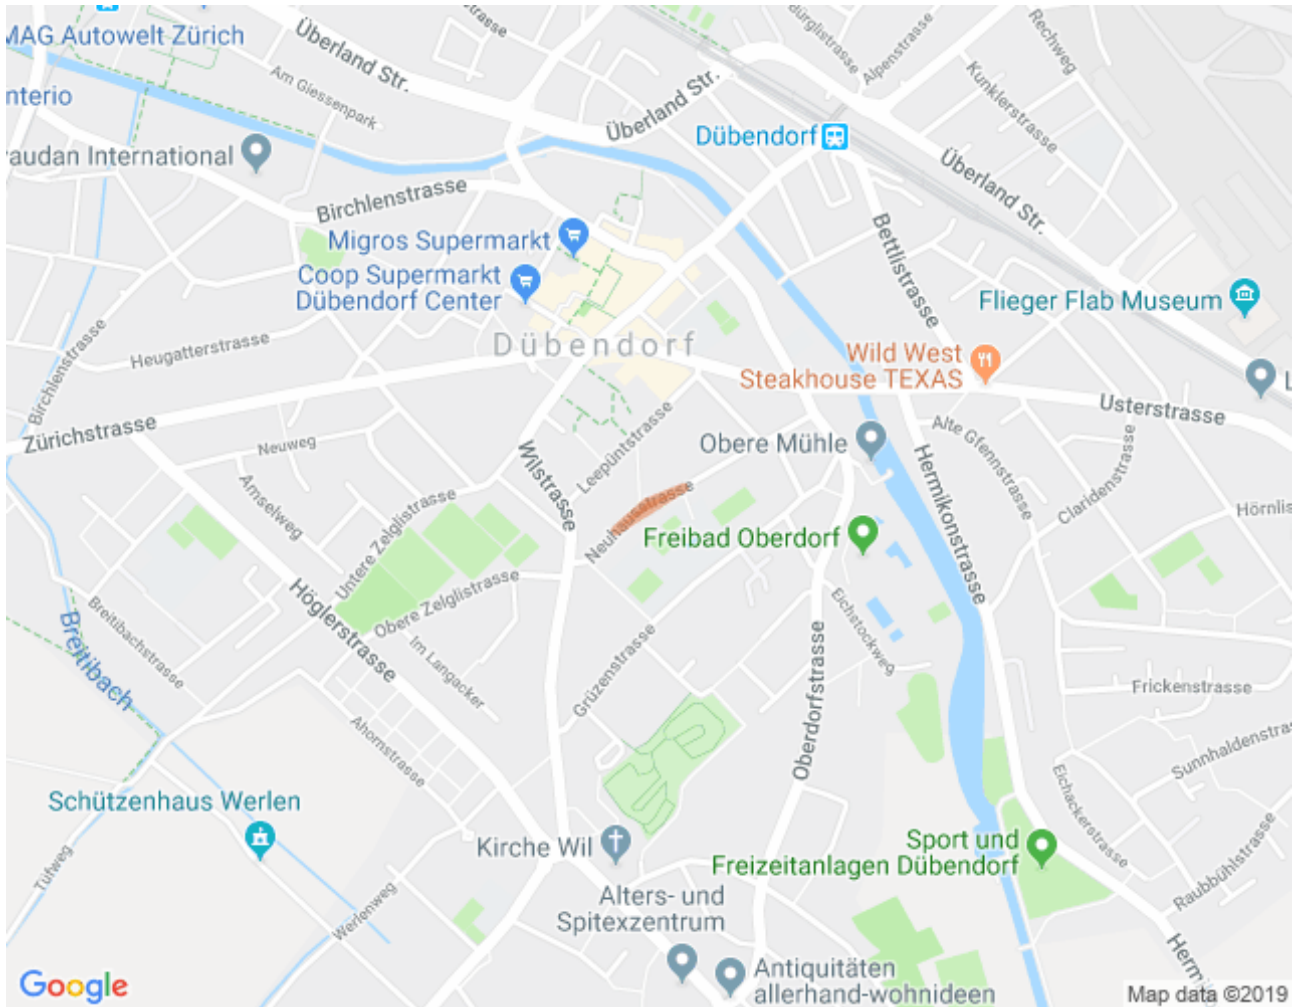 MAG Autowelt Zürich
Überland Str.
Am Giessenpark
Bürglistrasse
Alpenstrasse
Rechweg
Kunklerstrasse
Überland Str.
Dübendorf
Überland Str.
Birchlenstrasse
Bettlistrasse
Migros Supermarkt
Coop Supermarkt
Dübendorf Center
Flieger Flab Museum
Heugatterstrasse
Dübendorf
Birchlenstrasse
Wild West
Steakhouse TEXAS
Usterstrasse
Zürichstrasse
Neuweg
Leepüntstrasse
Obere Mühle
Alte Gfennstrasse
Wilstrasse
Hermikonstrasse
Claridenstrasse
Amselweg
Untere Zelglistrasse
Neuhausstrasse
Freibad Oberdorf
Höglerstrasse
Obere Zelglistrasse
Im Langacker
Breitibachstrasse
Breitibach
Grüzenstrasse
Eichstockweg
Oberdorfstrasse
Frickenstrasse
Ahornstrasse
Eichackerstrasse
Schützenhaus Werlen
Kirche Wil
Sport und
Freizeitanlagen Dübendorf
Tüfweg
Werlenweg
Raubbühlstrasse
Alters- und
Spitexzentrum
Antiquitäten
allerhand-wohnideen
Google
Map data ©2019